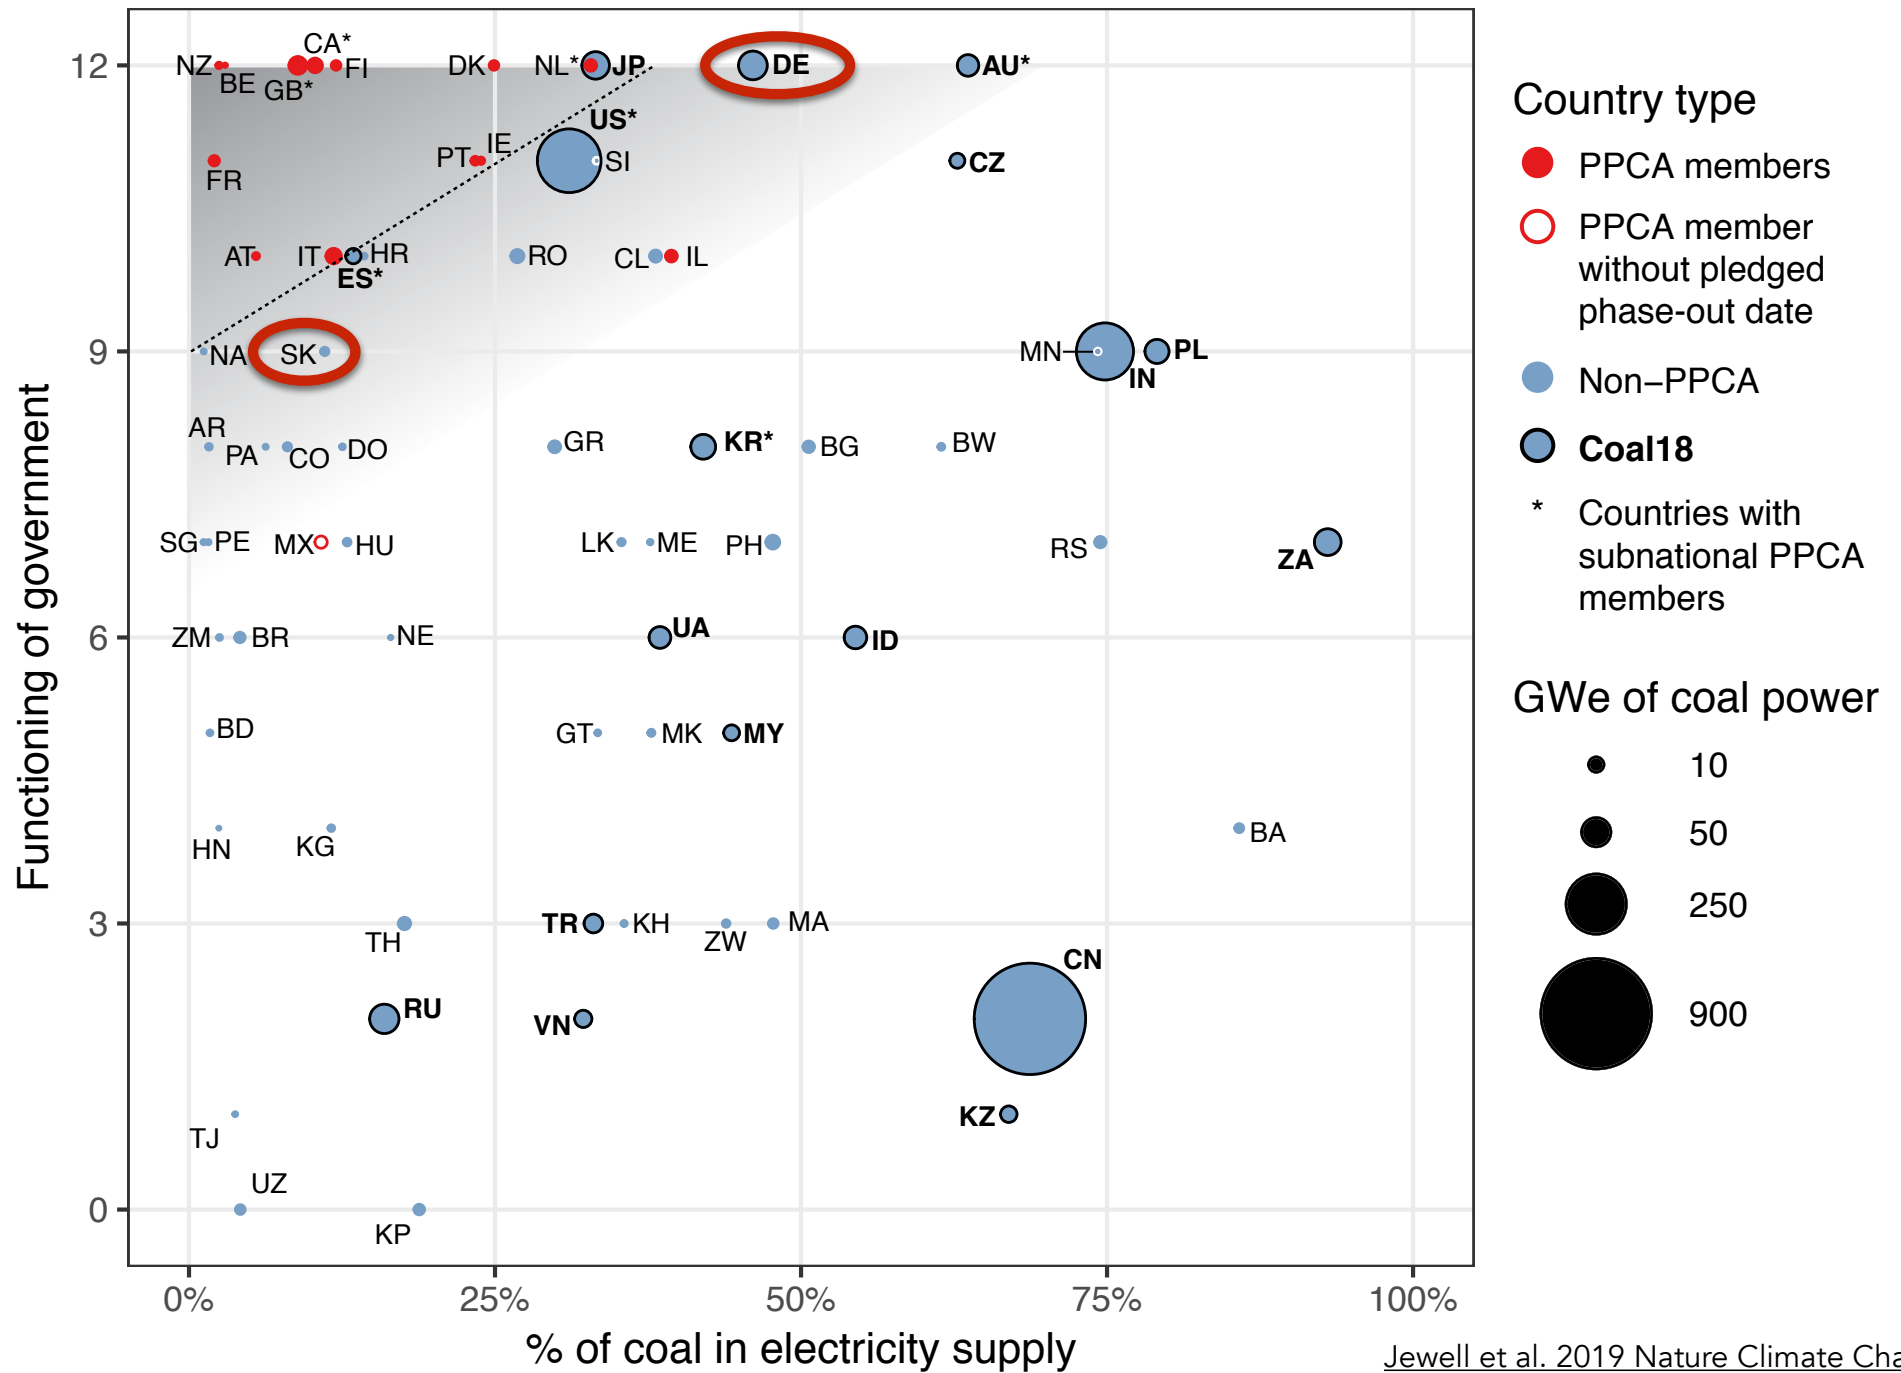 12
9
6
3
0
Functioning of government
0%
25%
50%
75%
100%
% of coal in electricity supply
NZ
BE
CA*
GB*
FI
DK
NL*
JP
DE
AU*
US*
FR
PT
IE
SI
CZ
AT
IT
ES*
HR
RO
CL
IL
NA
SK
MN
IN
PL
AR
PA
CO
DO
GR
KR*
BG
BW
SG
PE
MX
HU
LK
ME
PH
RS
ZA
ZM
BR
NE
UA
ID
BD
GT
MK
MY
HN
KG
BA
TH
TR
KH
ZW
MA
RU
VN
CN
KZ
TJ
UZ
KP
Country type
PPCA members
PPCA member
without pledged
phase-out date
Non−PPCA
Coal18
* Countries with
subnational PPCA
members
GWe of coal power
10
50
250
900
Jewell et al. 2019 Nature Climate Cha